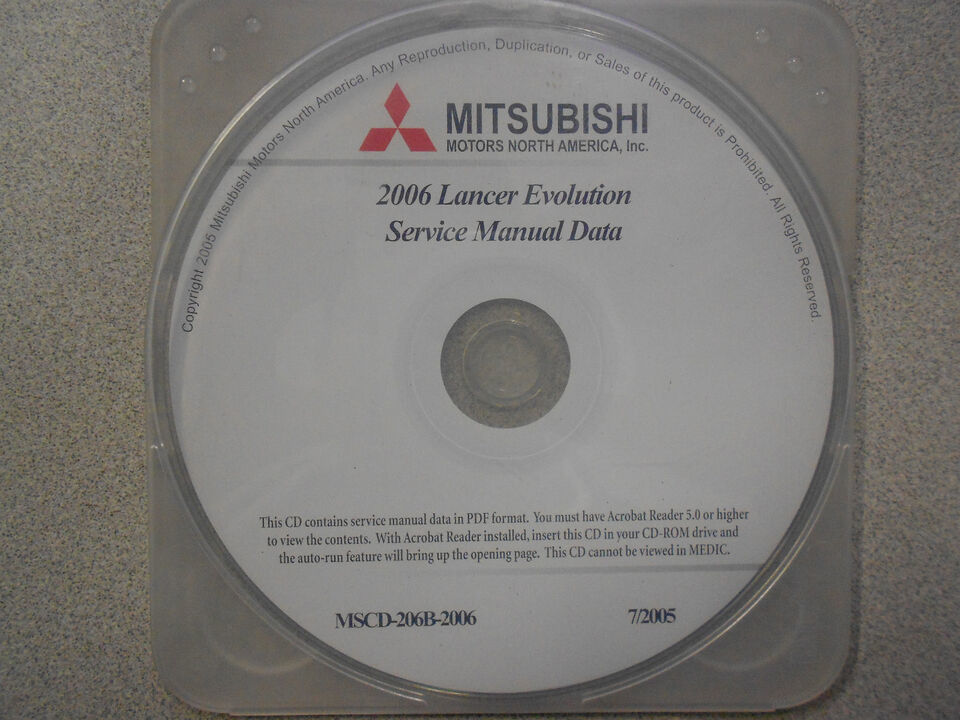 Copyright 2005 Mitsubishi Motors North America. Any Reproduction, Duplication, or Sales of this product is Prohibited. All Rights Reserved.
MITSUBISHI
MOTORS NORTH AMERICA, Inc.
2006 Lancer Evolution
Service Manual Data
This CD contains service manual data in PDF format. You must have Acrobat Reader 5.0 or higher
to view the contents. With Acrobat Reader installed, insert this CD in your CD-ROM drive and
the auto-run feature will bring up the opening page. This CD cannot be viewed in MEDIC.
MSCD-206B-2006 7/2005